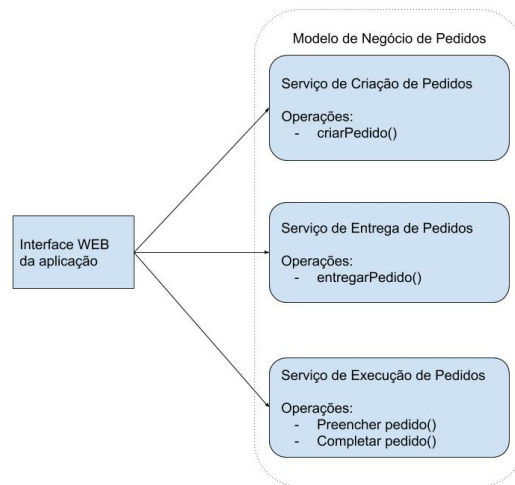 Modelo de Negócio de Pedidos
Serviço de Criação de Pedidos
Operações:
- criarPedido()
Interface WEB
da aplicação
Serviço de Entrega de Pedidos
Operações:
- entregarPedido()
Serviço de Execução de Pedidos
Operações:
- Preencher pedido()
- Completar pedido()